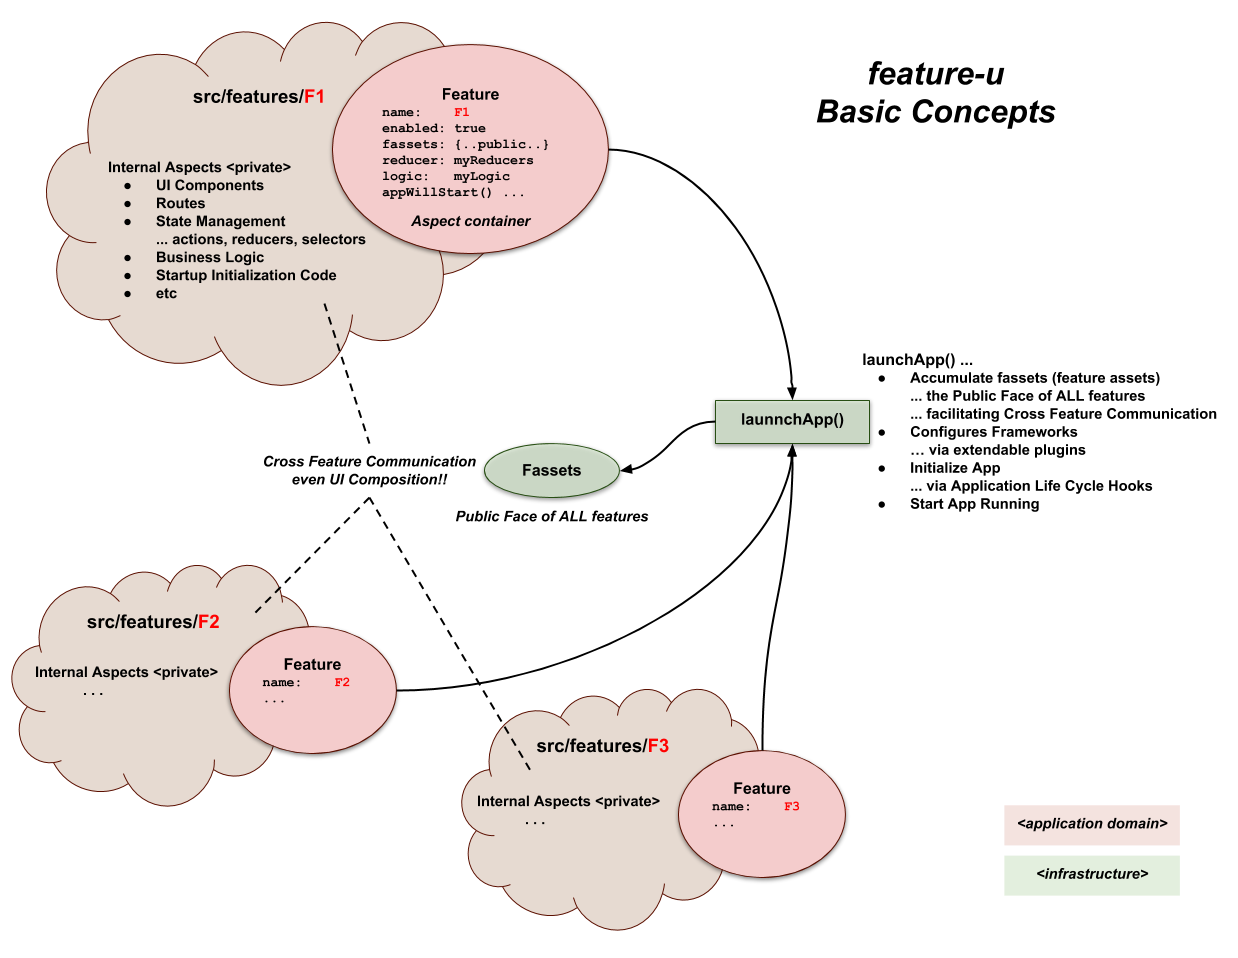 feature-u
Basic Concepts
src/features/F1
Internal Aspects <private>
● UI Components
● Routes
● State Management
... actions, reducers, selectors
● Business Logic
● Startup Initialization Code
● etc
Feature
name: F1
enabled: true
fassets: {..public..}
reducer: myReducers
logic: myLogic
appWillStart() ...
Aspect container
launchApp() ...
● Accumulate fassets (feature assets)
... the Public Face of ALL features
... facilitating Cross Feature Communication
● Configures Frameworks
... via extendable plugins
● Initialize App
... via Application Life Cycle Hooks
● Start App Running
launnchApp()
Fassets
Public Face of ALL features
Cross Feature Communication
even UI Composition!!
src/features/F2
Internal Aspects <private>
...
Feature
name: F2
...
src/features/F3
Internal Aspects <private>
...
Feature
name: F3
...
<application domain>
<infrastructure>